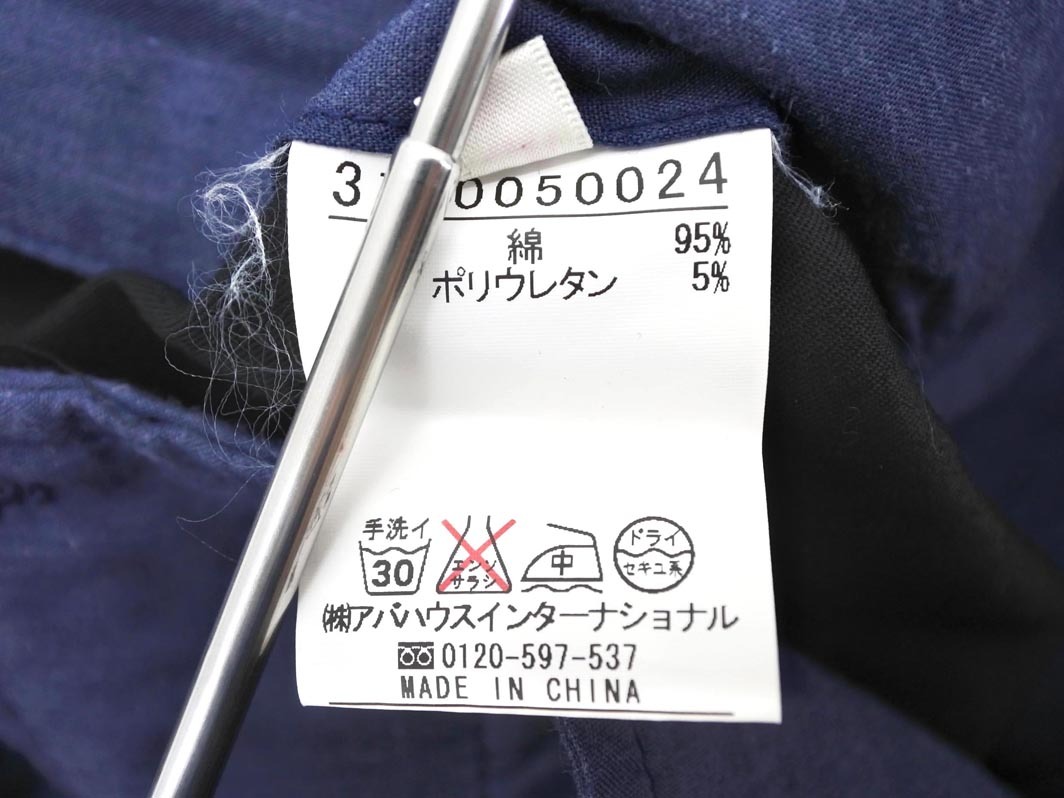 3 0050024
綿 95%
ポリウレタン 5%
手洗イ 30
エンソ サラシ
中
ドライ セキユ系
㈱アバハウスインターナショナル
0120-597-537
MADE IN CHINA